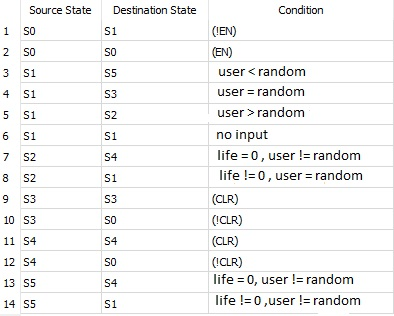 Source State Destination State Condition
1 S0 S1 (!EN)
2 S0 S0 (EN)
3 S1 S5 user < random
4 S1 S3 user = random
5 S1 S2 user > random
6 S1 S1 no input
7 S2 S4 life = 0 , user != random
8 S2 S1 life != 0 , user = random
9 S3 S3 (CLR)
10 S3 S0 (!CLR)
11 S4 S4 (CLR)
12 S4 S0 (!CLR)
13 S5 S4 life = 0, user != random
14 S5 S1 life != 0 ,user != random